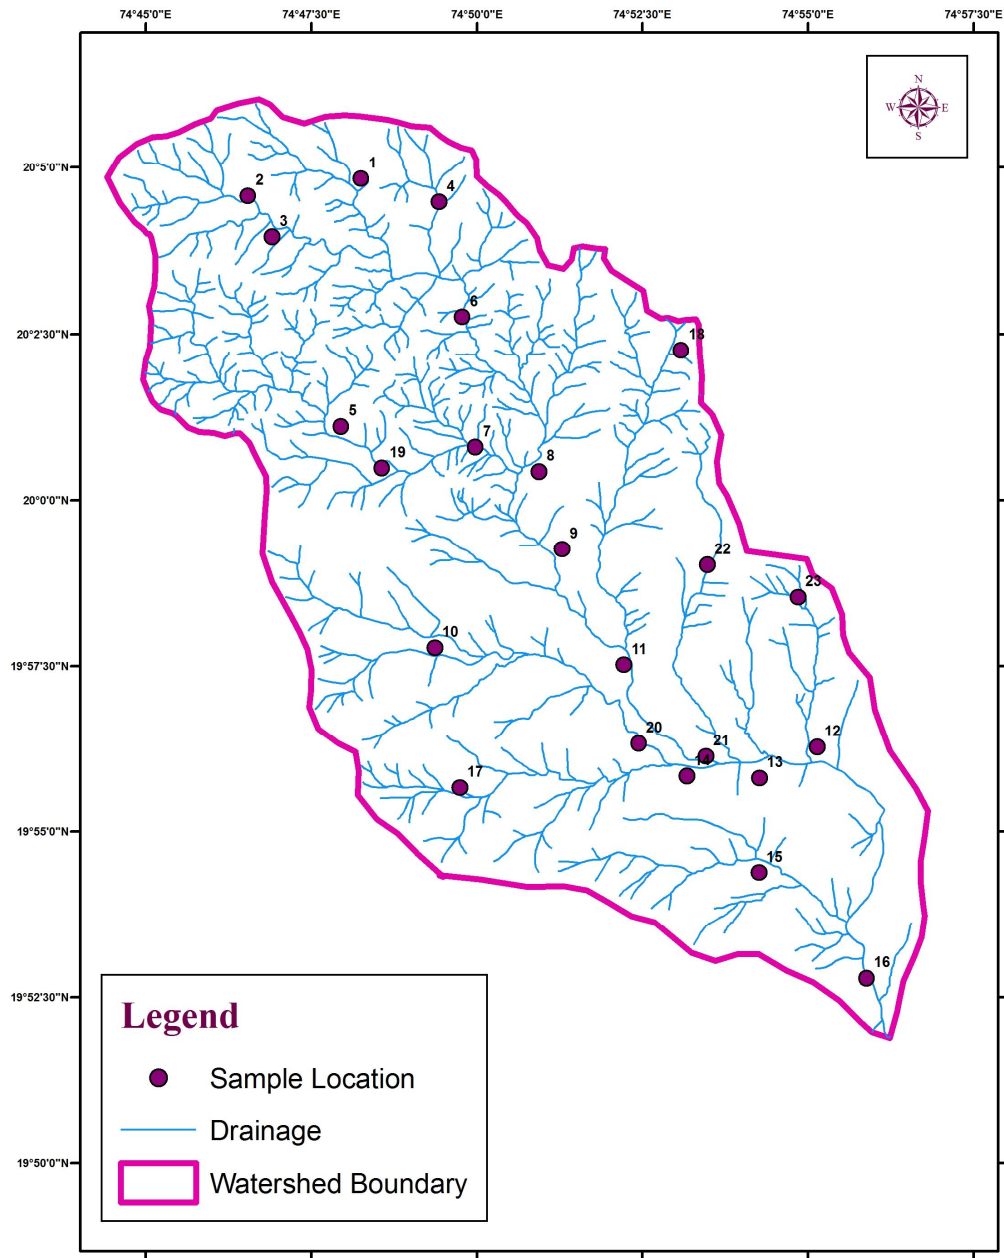 74°45'0"E 74°47'30"E 74°50'0"E 74°52'30"E 74°55'0"E 74°57'30"E
N
W E
S
20°5'0"N
1
2
4
3
6
20°2'30"N
18
5
7
19
8
20°0'0"N
9
22
23
10
11
19°57'30"N
20
21
12
14
13
17
19°55'0"N
15
16
19°52'30"N
Legend
Sample Location
Drainage
19°50'0"N
Watershed Boundary